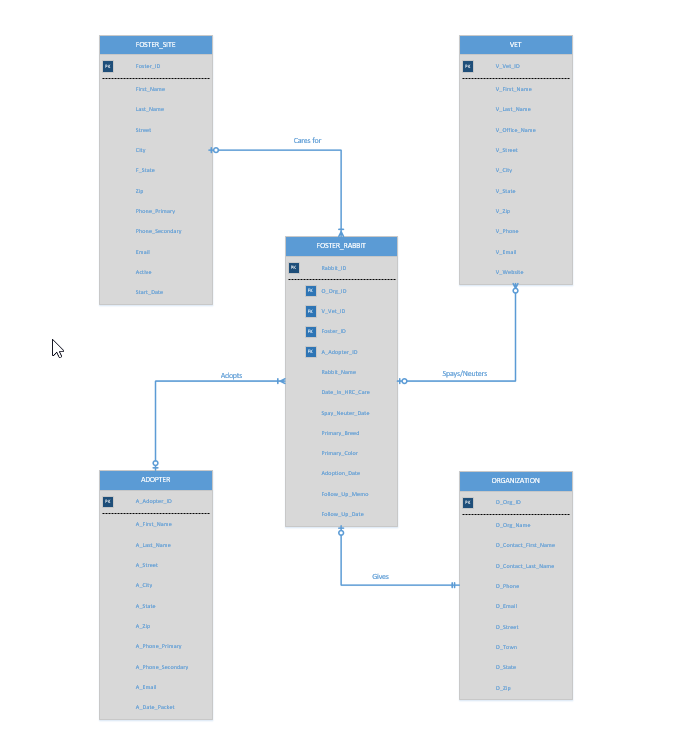 FOSTER_SITE
PK Foster_ID
First_Name
Last_Name
Street
City
F_State
Zip
Phone_Primary
Phone_Secondary
Email
Active
Start_Date
VET
PK V_Vet_ID
V_First_Name
V_Last_Name
V_Office_Name
V_Street
V_City
V_State
V_Zip
V_Phone
V_Email
V_Website
Cares for
FOSTER_RABBIT
PK Rabbit_ID
FK O_Org_ID
FK V_Vet_ID
FK Foster_ID
FK A_Adopter_ID
Rabbit_Name
Date_In_HRC_Care
Spay_Neuter_Date
Primary_Breed
Primary_Color
Adoption_Date
Follow_Up_Memo
Follow_Up_Date
Adopts
Spays/Neuters
ADOPTER
PK A_Adopter_ID
A_First_Name
A_Last_Name
A_Street
A_City
A_State
A_Zip
A_Phone_Primary
A_Phone_Secondary
A_Email
A_Data_Packet
Gives
ORGANIZATION
PK O_Org_ID
O_Org_Name
O_Contact_First_Name
O_Contact_Last_Name
O_Phone
O_Email
O_Street
O_Town
O_State
O_Zip